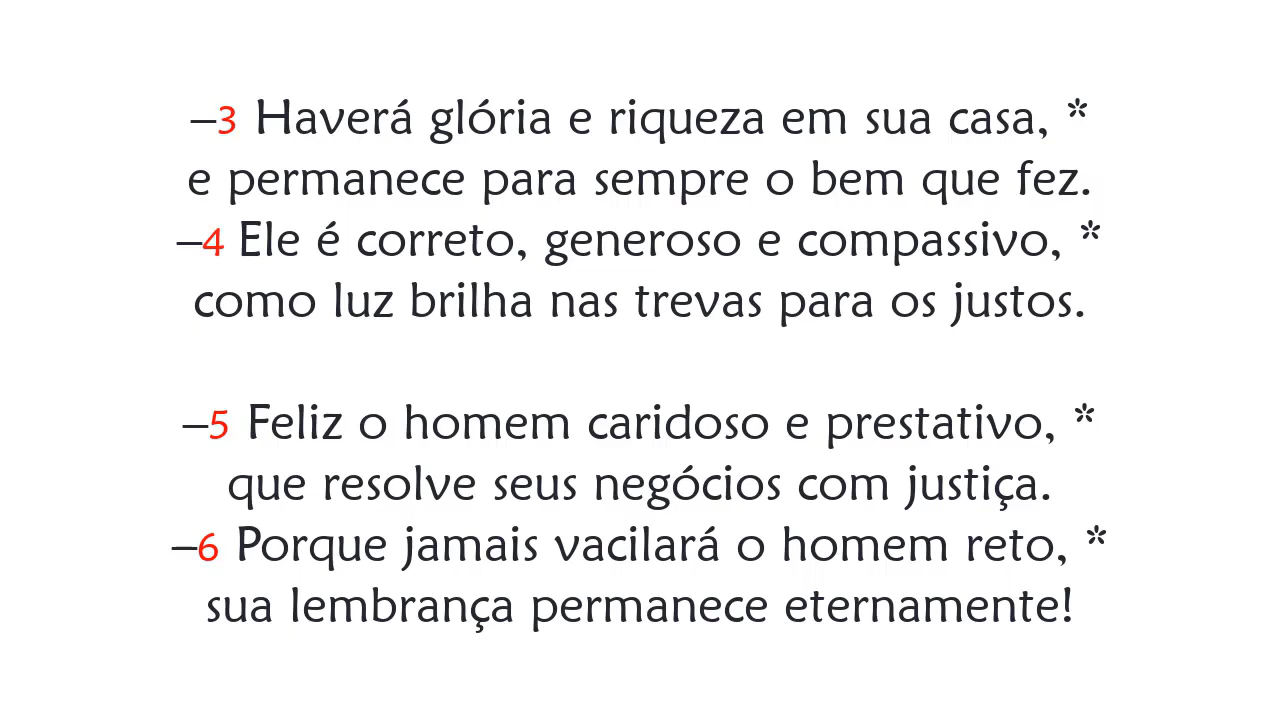 –3 Haverá glória e riqueza em sua casa, *
e permanece para sempre o bem que fez.
–4 Ele é correto, generoso e compassivo, *
como luz brilha nas trevas para os justos.
–5 Feliz o homem caridoso e prestativo, *
que resolve seus negócios com justiça.
–6 Porque jamais vacilará o homem reto, *
sua lembrança permanece eternamente!